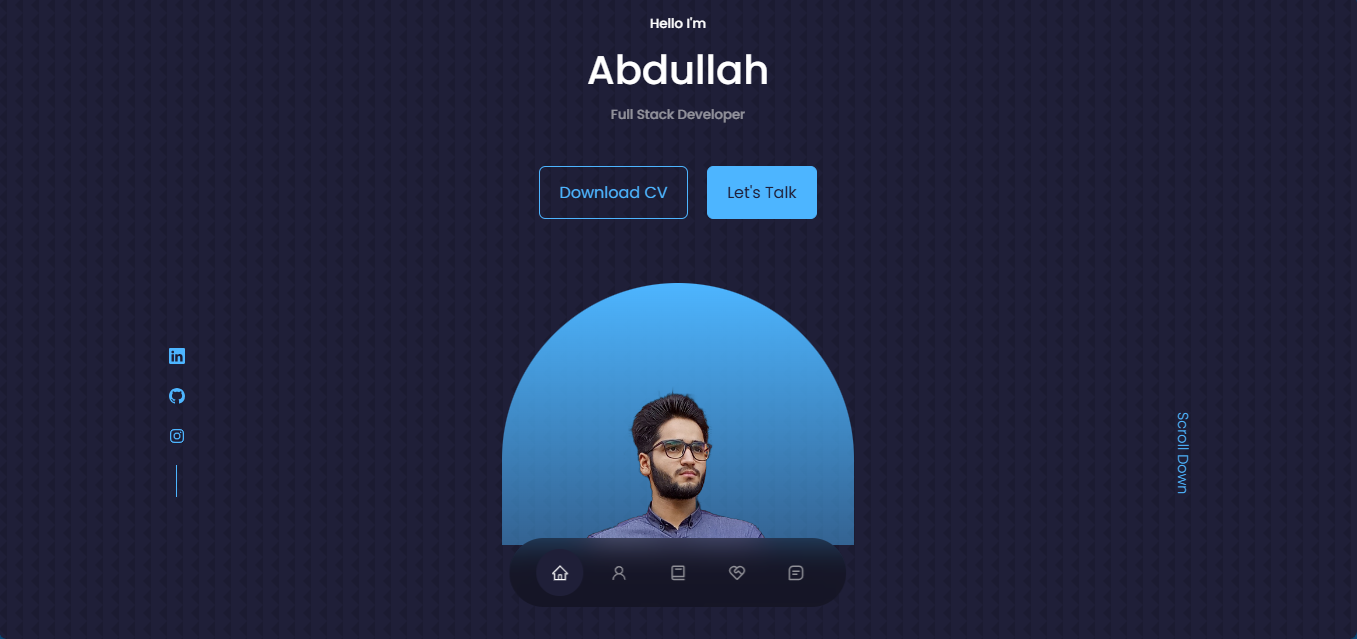 Hello I'm
Abdullah
Full Stack Developer
Download CV
Let's Talk
Scroll Down